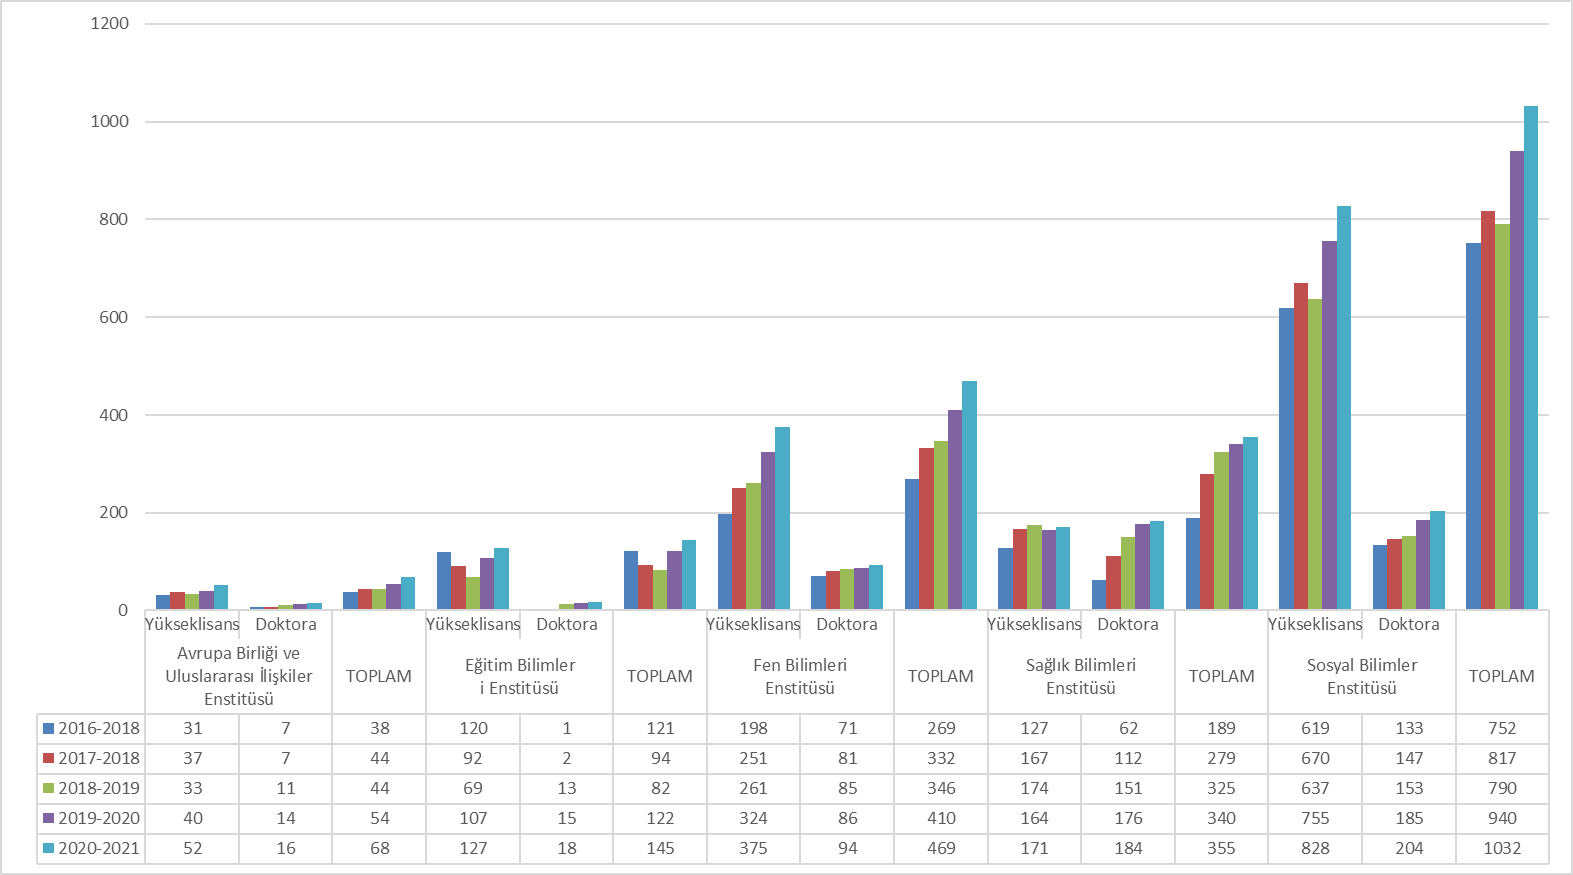 1200
1000
800
600
400
200
0
Yükseklisans Doktora Yükseklisans Doktora Yükseklisans Doktora Yükseklisans Doktora Yükseklisans Doktora
Avrupa Birliği ve
Uluslararası İlişkiler
Enstitüsü
TOPLAM
Eğitim Bilimler
i Enstitüsü
TOPLAM
Fen Bilimleri
Enstitüsü
TOPLAM
Sağlık Bilimleri
Enstitüsü
TOPLAM
Sosyal Bilimler
Enstitüsü
TOPLAM
2016-2018 31 7 38 120 1 121 198 71 269 127 62 189 619 133 752
2017-2018 37 7 44 92 2 94 251 81 332 167 112 279 670 147 817
2018-2019 33 11 44 69 13 82 261 85 346 174 151 325 637 153 790
2019-2020 40 14 54 107 15 122 324 86 410 164 176 340 755 185 940
2020-2021 52 16 68 127 18 145 375 94 469 171 184 355 828 204 1032